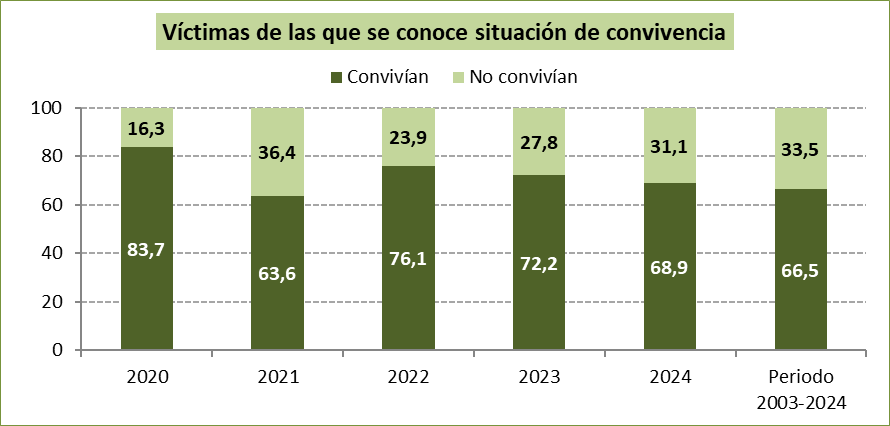 Víctimas de las que se conoce situación de convivencia
Convivían No convivían
100
80
60
40
20
0
16,3 36,4 23,9 27,8 31,1 33,5
83,7 63,6 76,1 72,2 68,9 66,5
2020 2021 2022 2023 2024 Periodo
2003-2024